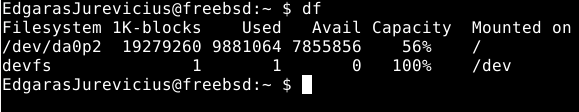 EdgarasJurevicius@freebsd:~ $ df
Filesystem 1K-blocks    Used   Avail Capacity  Mounted on
/dev/da0p2  19279260 9881064 7855856    56%    /
devfs              1       1       0   100%    /dev
EdgarasJurevicius@freebsd:~ $